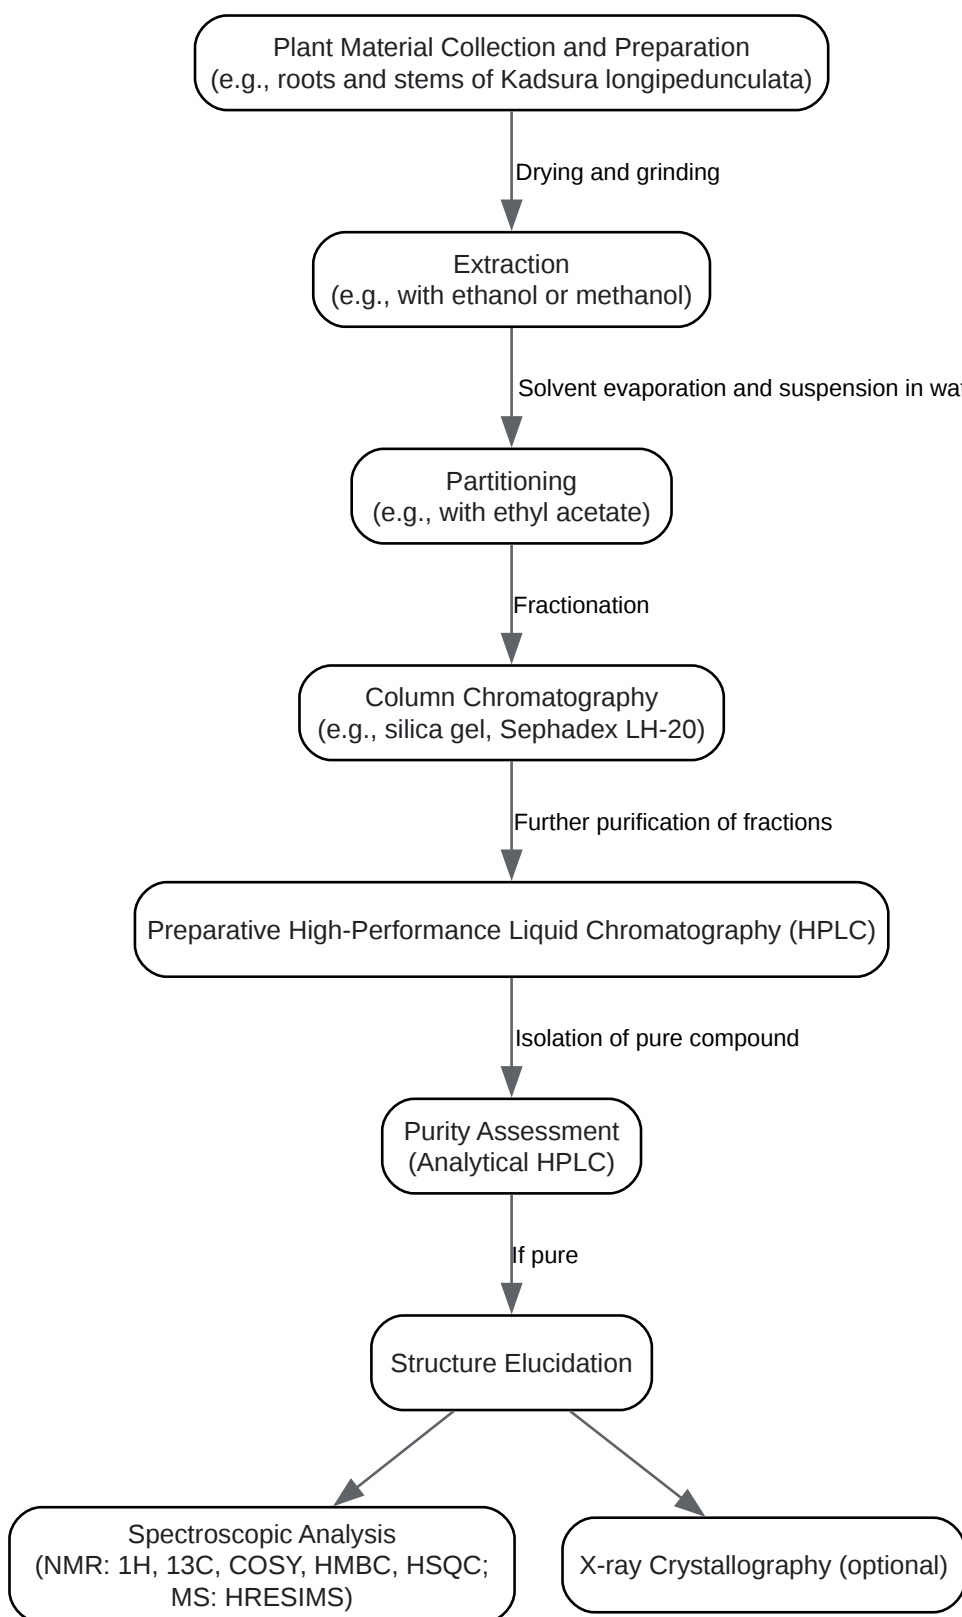 Plant Material Collection and Preparation
(e.g., roots and stems of Kadsura longipedunculata)
Drying and grinding
Extraction
(e.g., with ethanol or methanol)
Solvent evaporation and suspension in
Partitioning
(e.g., with ethyl acetate)
Fractionation
Column Chromatography
(e.g., silica gel, Sephadex LH-20)
Further purification of fractions
Preparative High-Performance Liquid Chromatography (HPLC)
Isolation of pure compound
Purity Assessment
(Analytical HPLC)
If pure
Structure Elucidation
Spectroscopic Analysis
(NMR: 1H, 13C, COSY, HMBC, HSQC;
MS: HRESIMS)
X-ray Crystallography (optional)